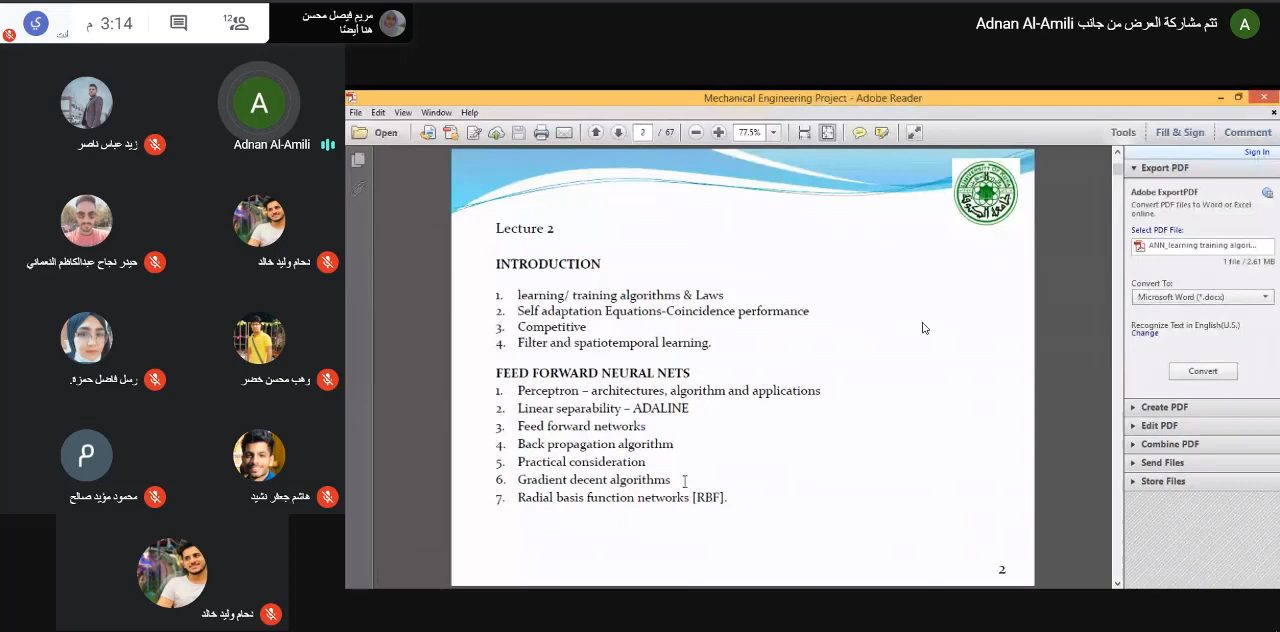 ي
أنت
3:14 م
12
مريم فيصل محسن
هنا أيضًا
تتم مشاركة العرض من جانب Adnan Al-Amili
A
زيد عباس ناصر
A
Adnan Al-Amili
حيدر نجاح عبدالكاظم النعماني
دحام وليد خالد
رسل فاضل حمزه.
وهب محسن خضر
م
محمود مؤيد صالح
هاشم جعفر نشيد
دحام وليد خالد
Mechanical Engineering Project - Adobe Reader
File Edit View Window Help
Open
2 / 67
77.5%
Tools Fill & Sign Comment
Lecture 2
INTRODUCTION
1. learning/ training algorithms & Laws
2. Self adaptation Equations-Coincidence performance
3. Competitive
4. Filter and spatiotemporal learning.
FEED FORWARD NEURAL NETS
1. Perceptron – architectures, algorithm and applications
2. Linear separability – ADALINE
3. Feed forward networks
4. Back propagation algorithm
5. Practical consideration
6. Gradient decent algorithms
7. Radial basis function networks [RBF].
2
Sign In
Export PDF
Adobe ExportPDF
Convert PDF files to Word or Excel
online.
Select PDF File:
ANN_learning training algori...
1 file / 2.61 MB
Convert To:
Microsoft Word (*.docx)
Recognize Text in English(U.S.)
Change
Convert
Create PDF
Edit PDF
Combine PDF
Send Files
Store Files